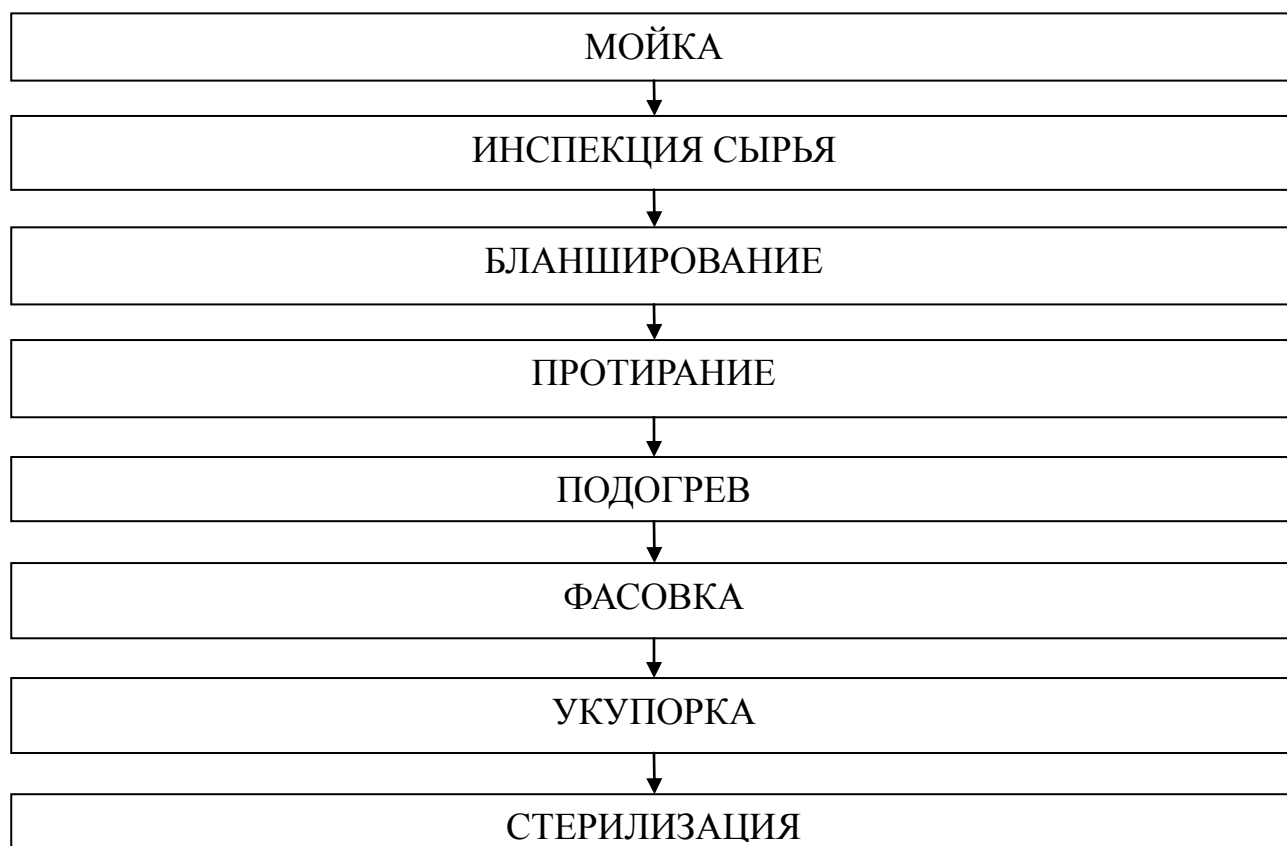 МОЙКА
ИНСПЕКЦИЯ СЫРЬЯ
БЛАНШИРОВАНИЕ
ПРОТИРАНИЕ
ПОДОГРЕВ
ФАСОВКА
УКУПОРКА
СТЕРИЛИЗАЦИЯ